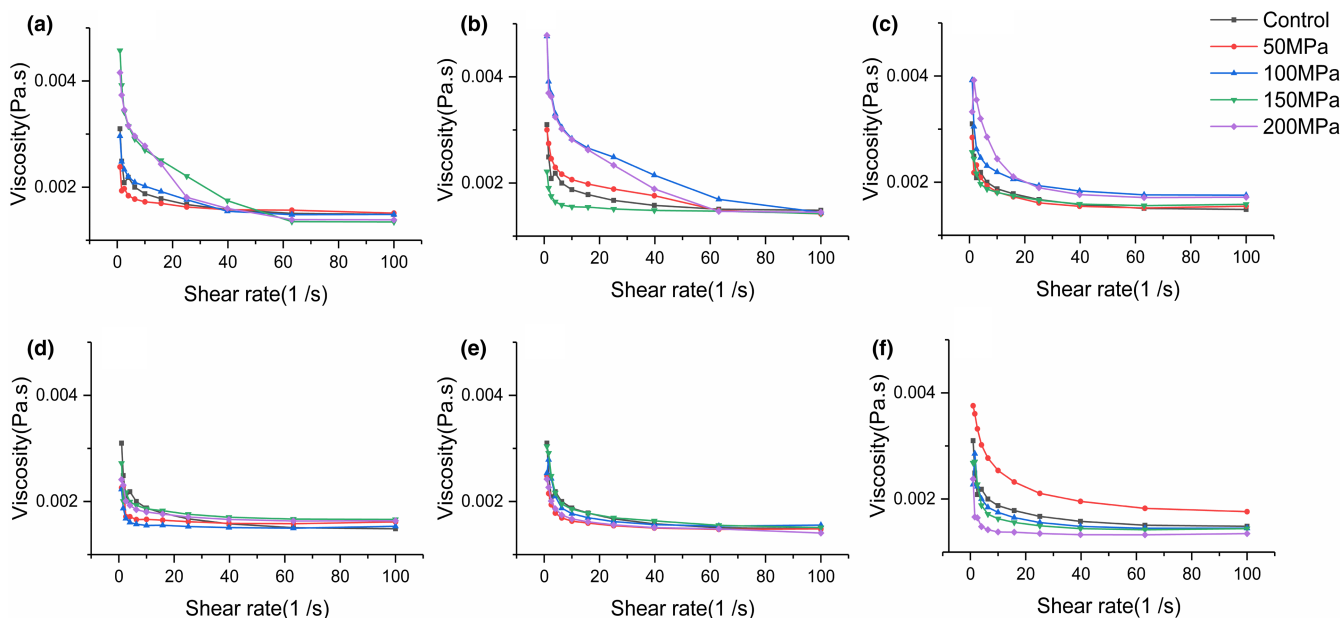 (a)
Viscosity(Pa.s)
0.004
0.002
0 20 40 60 80 100
Shear rate(1 /s)
(b)
Viscosity(Pa.s)
0.004
0.002
0 20 40 60 80 100
Shear rate(1 /s)
(c)
Viscosity(Pa.s)
0.004
0.002
0 20 40 60 80 100
Shear rate(1 /s)
Control
50MPa
100MPa
150MPa
200MPa
(d)
Viscosity(Pa.s)
0.004
0.002
0 20 40 60 80 100
Shear rate(1 /s)
(e)
Viscosity(Pa.s)
0.004
0.002
0 20 40 60 80 100
Shear rate(1 /s)
(f)
Viscosity(Pa.s)
0.004
0.002
0 20 40 60 80 100
Shear rate(1 /s)